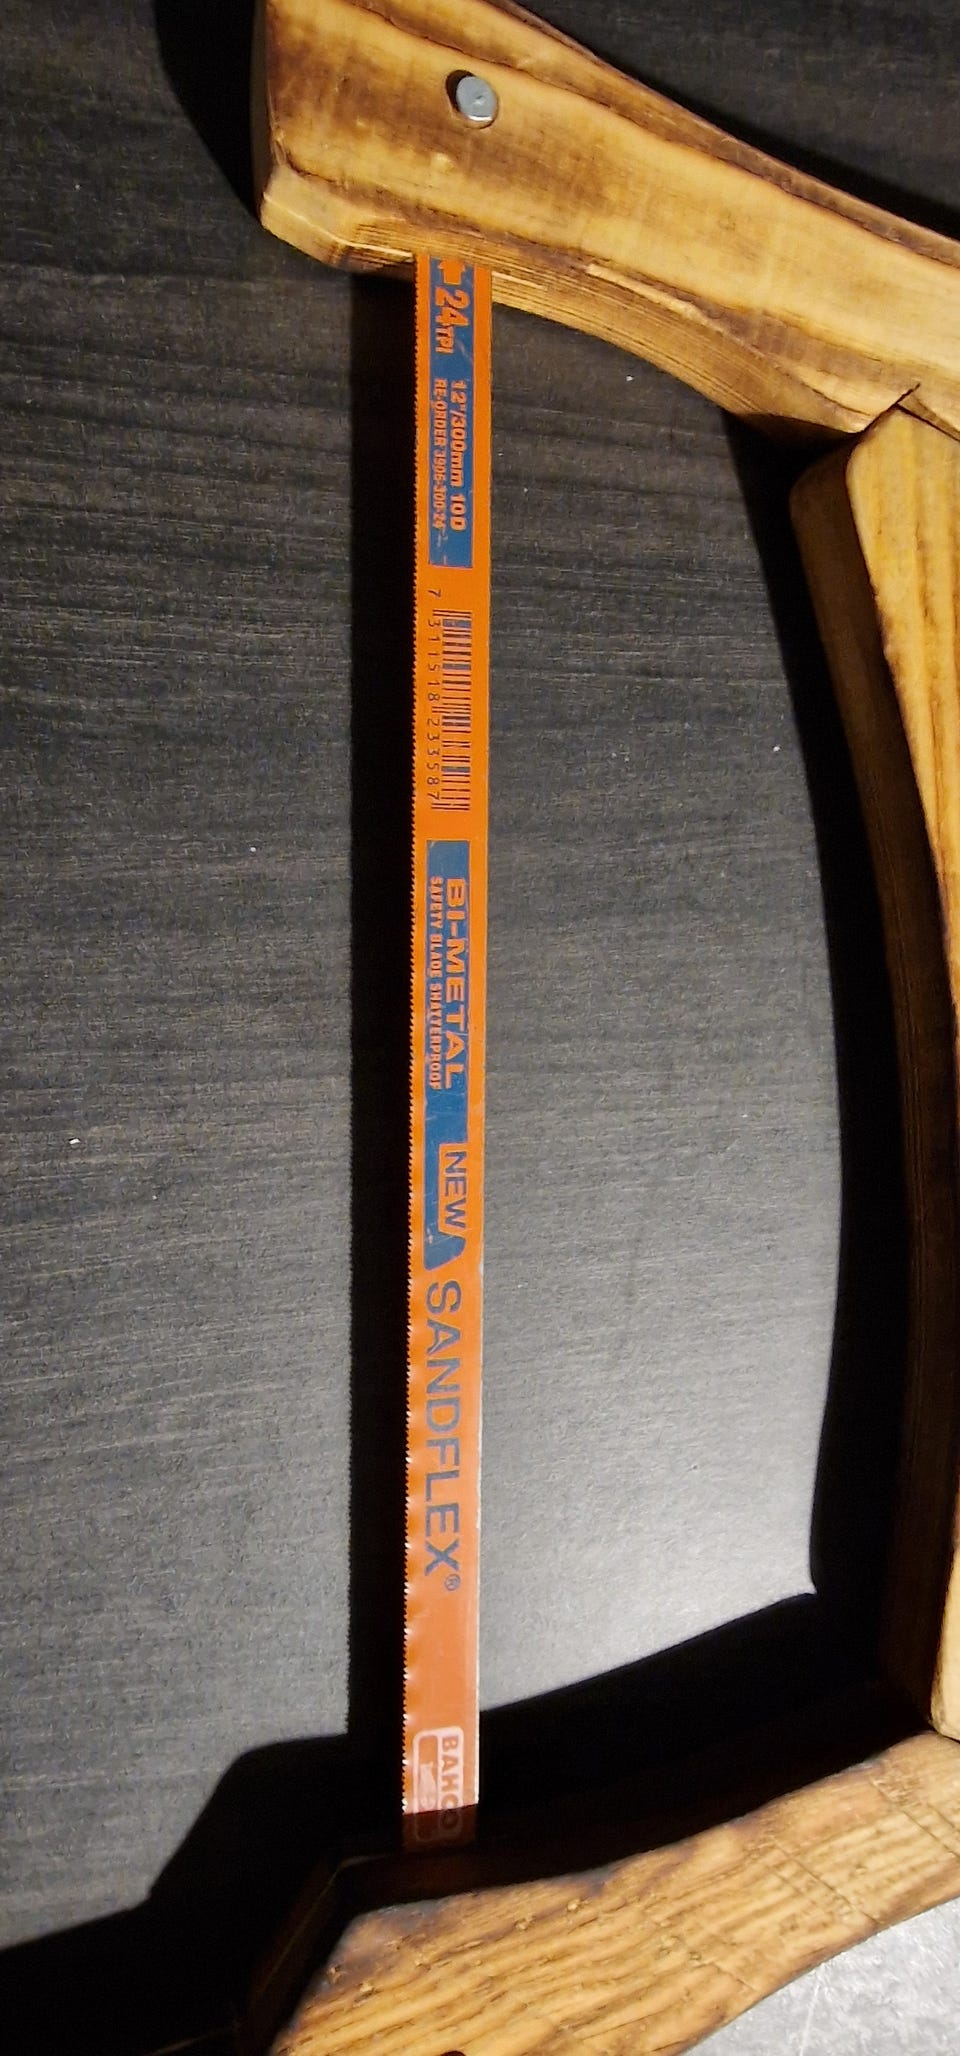 24TPI
12"/300mm 10D
RE-ORDER 3906-300-24
7 311518 233587
BI-METAL
SAFETY BLADE SHATTERPROOF
NEW
SANDFLEX®
BAHCO